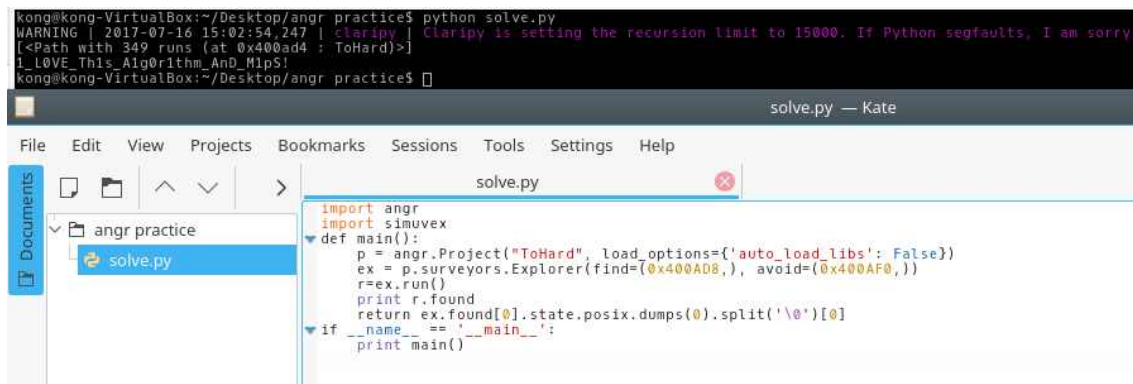 kong@kong-VirtualBox:~/Desktop/angr practice$ python solve.py
WARNING | 2017-07-16 15:02:54,247 | claripy | Claripy is setting the recursion limit to 15000. If Python segfaults, I am sorry
[<Path with 349 runs (at 0x400ad4 : ToHard)>]
1_L0VE_Th1s_A1g0r1thm_AnD_M1pS!
kong@kong-VirtualBox:~/Desktop/angr practice$
solve.py — Kate
File Edit View Projects Bookmarks Sessions Tools Settings Help
Documents
solve.py
angr practice
solve.py
import angr
import simuvex
def main():
p = angr.Project("ToHard", load_options={'auto_load_libs': False})
ex = p.surveyors.Explorer(find=(0x400AD8,), avoid=(0x400AF0,))
r=ex.run()
print r.found
return ex.found[0].state.posix.dumps(0).split('\0')[0]
if __name__ == '__main__':
print main()